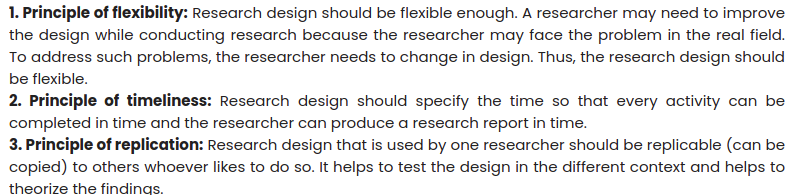 1. Principle of flexibility: Research design should be flexible enough. A researcher may need to improve
the design while conducting research because the researcher may face the problem in the real field.
To address such problems, the researcher needs to change in design. Thus, the research design should
be flexible.
2. Principle of timeliness: Research design should specify the time so that every activity can be
completed in time and the researcher can produce a research report in time.
3. Principle of replication: Research design that is used by one researcher should be replicable (can be
copied) to others whoever likes to do so. It helps to test the design in the different context and helps to
theorize the findings.